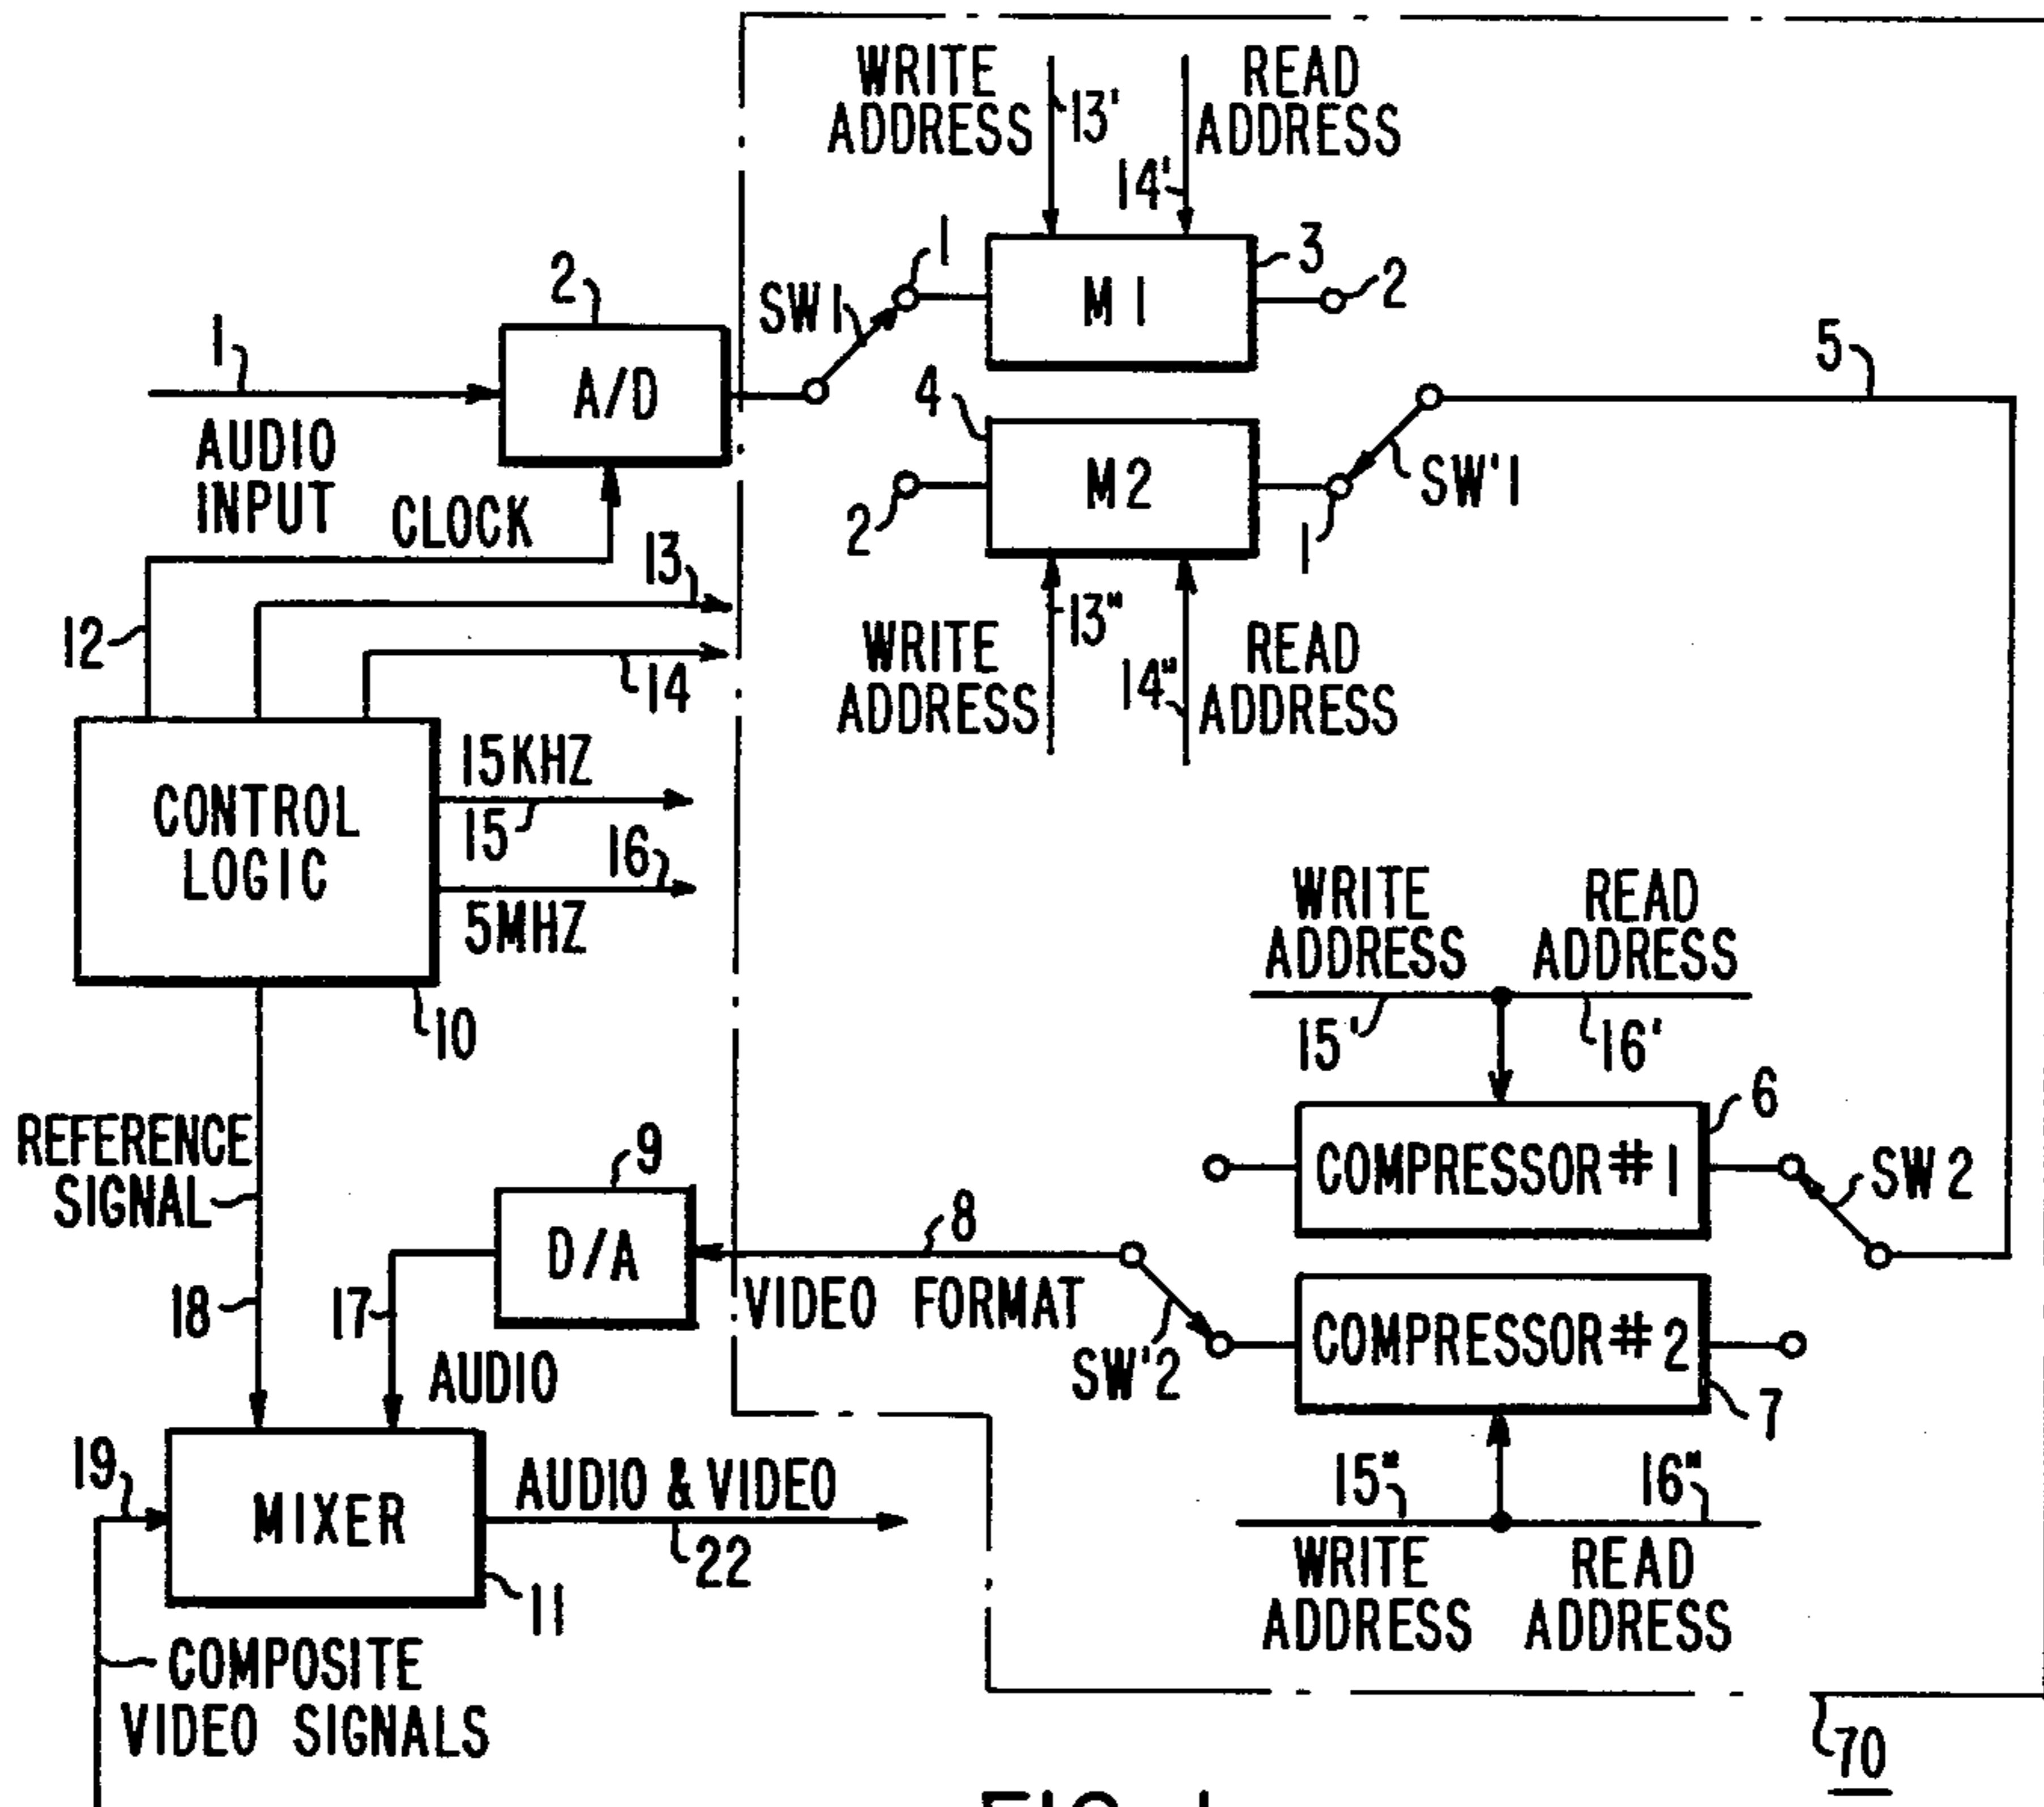 WRITE
ADDRESS
13'
READ
ADDRESS
14'
1
M1
3
2
SW1
2
1
A/D
AUDIO
INPUT
CLOCK
4
M2
2
1
SW'1
5
13"
WRITE
ADDRESS
14"
READ
ADDRESS
12
13
14
CONTROL
LOGIC
15KHZ
15
16
5MHZ
10
WRITE
ADDRESS
READ
ADDRESS
15'
16'
COMPRESSOR#1
6
SW2
REFERENCE
SIGNAL
18
17
9
D/A
8
VIDEO FORMAT
SW'2
COMPRESSOR#2
7
AUDIO
15"
16"
WRITE
ADDRESS
READ
ADDRESS
19
MIXER
AUDIO & VIDEO
22
11
COMPOSITE
VIDEO SIGNALS
70